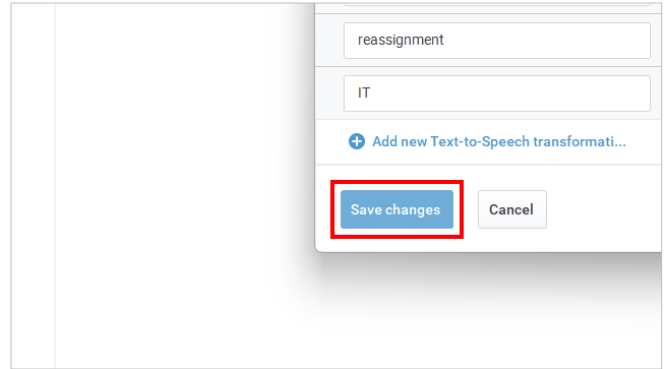 reassignment
IT
Add new Text-to-Speech transformati...
Save changes Cancel